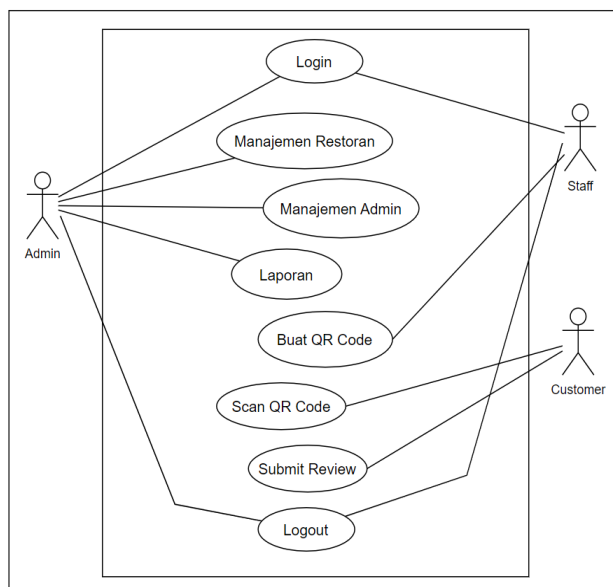 Login
Manajemen Restoran
Staff
Manajemen Admin
Admin
Laporan
Buat QR Code
Customer
Scan QR Code
Submit Review
Logout